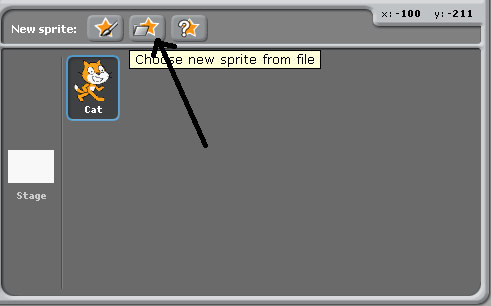 x: -100 y: -211
New sprite:
Choose new sprite from file
Cat
Stage